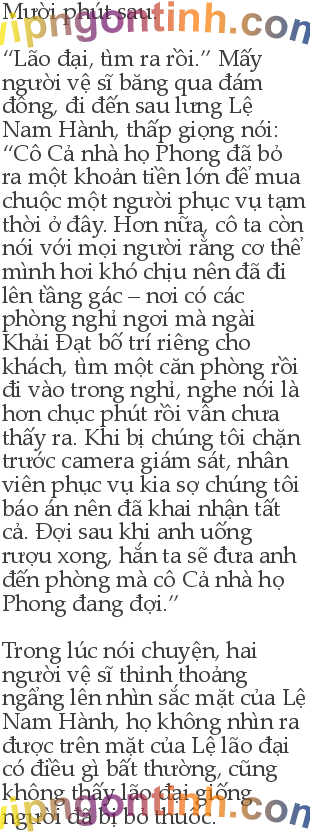 Mười phút sau.
vipngontinh.com
“Lão đại, tìm ra rồi.” Mấy
người vệ sĩ băng qua đám
đông, đi đến sau lưng Lệ
Nam Hành, thấp giọng nói:
“Cô Cả nhà họ Phong đã bỏ
ra một khoản tiền lớn để mua
chuộc một người phục vụ tạm
thời ở đây. Hơn nữa, cô ta còn
nói với mọi người rằng cơ thể
mình hơi khó chịu nên đã đi
lên tầng gác – nơi có các
phòng nghỉ ngơi mà ngài
Khải Đạt bố trí riêng cho
khách, tìm một căn phòng rồi
đi vào trong nghỉ, nghe nói là
hơn chục phút rồi vẫn chưa
thấy ra. Khi bị chúng tôi chặn
trước camera giám sát, nhân
viên phục vụ kia sợ chúng tôi
báo án nên đã khai nhận tất
cả. Đợi sau khi anh uống
rượu xong, hắn ta sẽ đưa anh
đến phòng mà cô Cả nhà họ
Phong đang đợi.”
Trong lúc nói chuyện, hai
người vệ sĩ thỉnh thoảng
ngẩng lên nhìn sắc mặt của Lệ
Nam Hành, họ không nhìn ra
được trên mặt của Lệ lão đại
có điều gì bất thường, cũng
không thấy lão đại giống
người đã bị bỏ thuốc.
vipngontinh.com